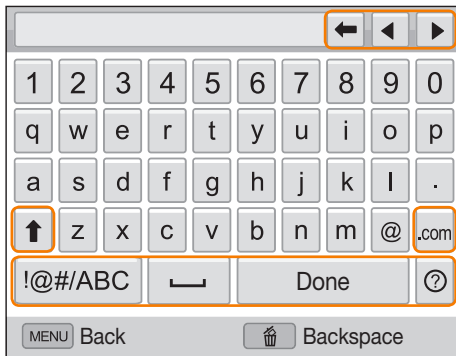 1 2 3 4 5 6 7 8 9 0
q w e r t y u i o p
a s d f g h j k l .
z x c v b n m @ .com
!@#/ABC Done ?
MENU Back Backspace